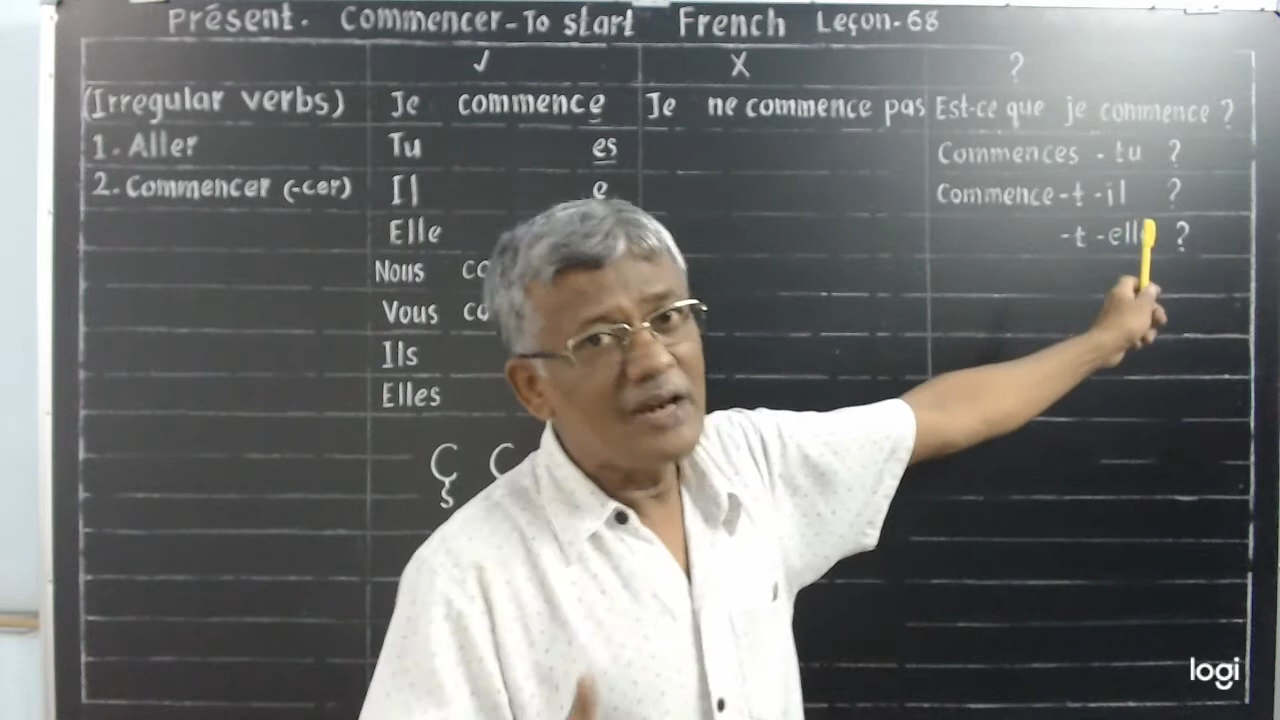 Présent. Commencer-To start French Leçon-68
✓ X ?
(Irregular verbs) Je commence Je ne commence pas Est-ce que je commence ?
1. Aller Tu es Commences - tu ?
2. Commencer (-cer) Il e Commence -t -il ?
Elle -t -elle ?
Nous co
Vous co
Ils
Elles
Ç C
s
logi